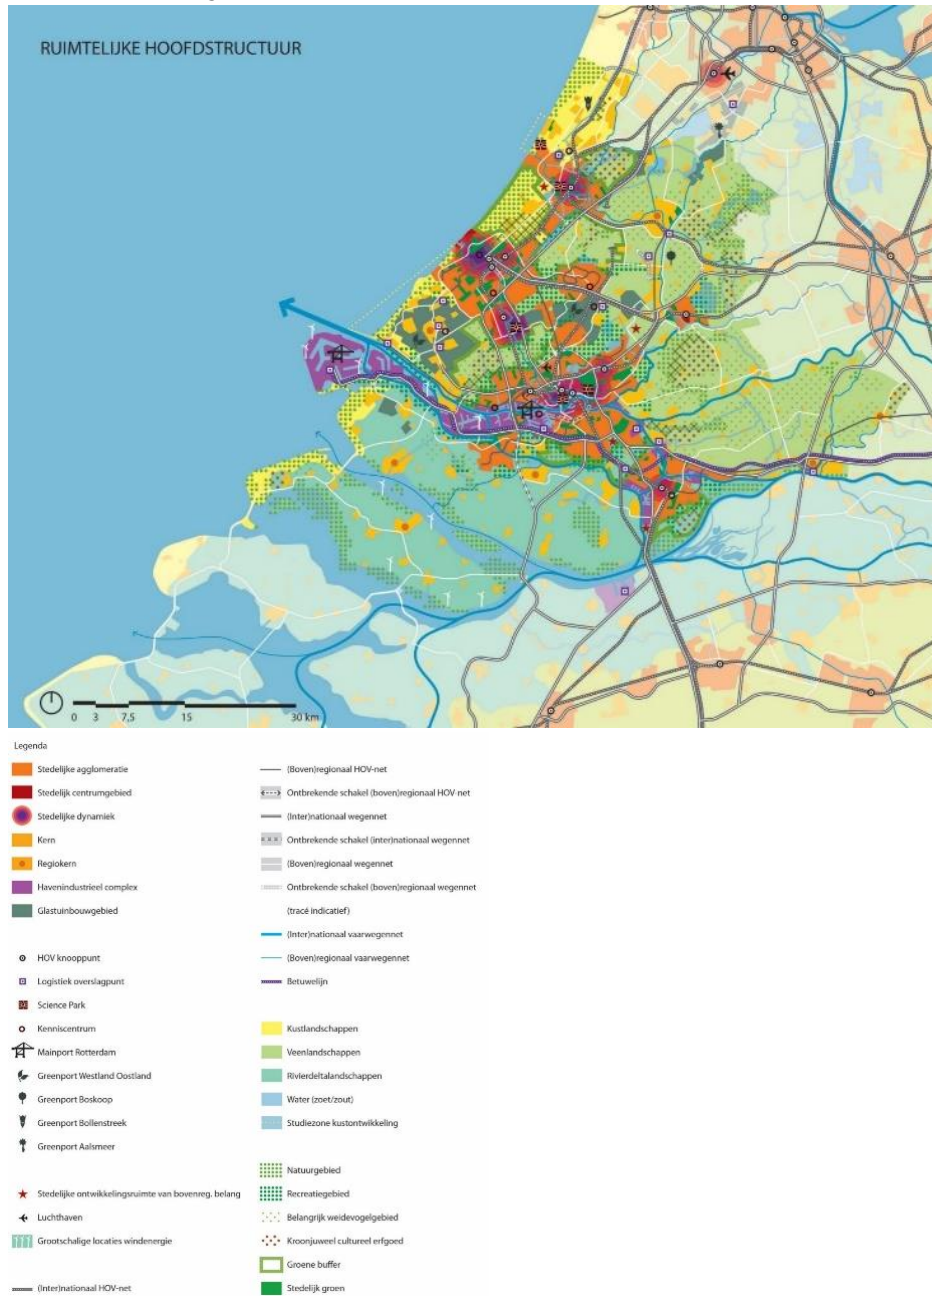 RUIMTELIJKE HOOFDSTRUCTUUR
0 3 7,5 15 30 km
Legenda
Stedelijke agglomeratie
Stedelijk centrumgebied
Stedelijke dynamiek
Kern
Regiokern
Havenindustrieel complex
Glastuinbouwgebied
HOV knooppunt
Logistiek overslagpunt
Science Park
Kenniscentrum
Mainport Rotterdam
Greenport Westland Oostland
Greenport Boskoop
Greenport Bollenstreek
Greenport Aalsmeer
Stedelijke ontwikkelingsruimte van bovenreg. belang
Luchthaven
Grootschalige locaties windenergie
(Inter)nationaal HOV-net
(Boven)regionaal HOV-net
Ontbrekende schakel (boven)regionaal HOV-net
(Inter)nationaal wegennet
Ontbrekende schakel (inter)nationaal wegennet
(Boven)regionaal wegennet
Ontbrekende schakel (boven)regionaal wegennet
(tracé indicatief)
(Inter)nationaal vaarwegennet
(Boven)regionaal vaarwegennet
Betuwelijn
Kustlandschappen
Veenlandschappen
Rivierdeltalandschappen
Water (zoet/zout)
Studiezone kustontwikkeling
Natuurgebied
Recreatiegebied
Belangrijk weidevogelgebied
Kroonjuweel cultureel erfgoed
Groene buffer
Stedelijk groen